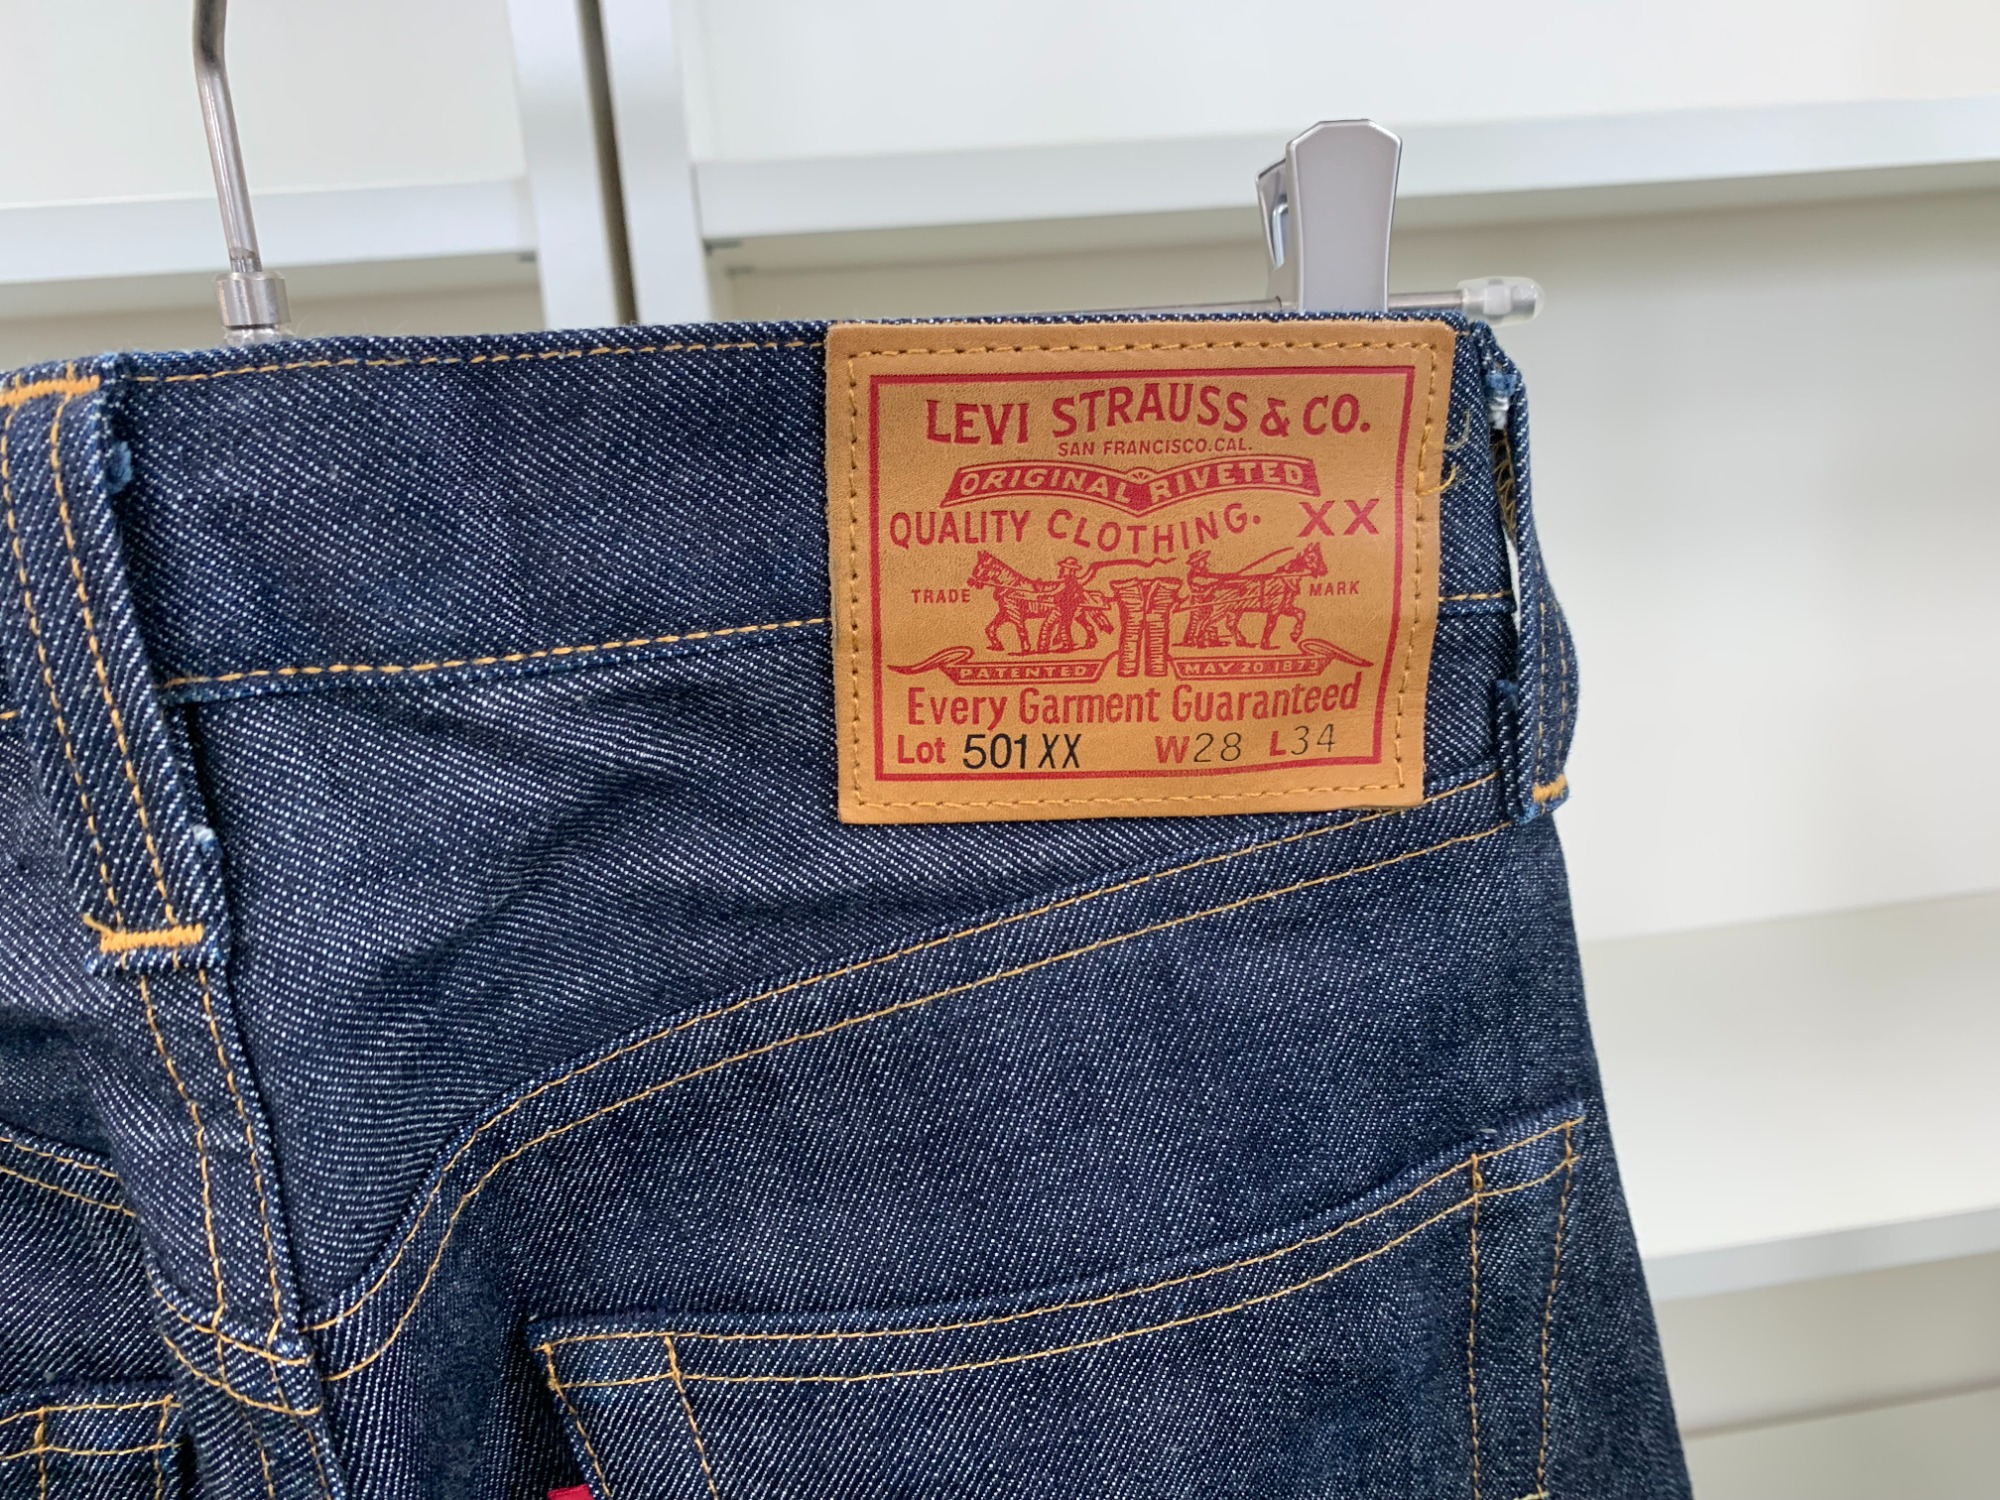 LEVI STRAUSS & CO.
SAN FRANCISCO.CAL.
ORIGINAL RIVETED
QUALITY CLOTHING. XX
TRADE MARK
PATENTED MAY 20 1873
Every Garment Guaranteed
Lot 501XX W28 L34